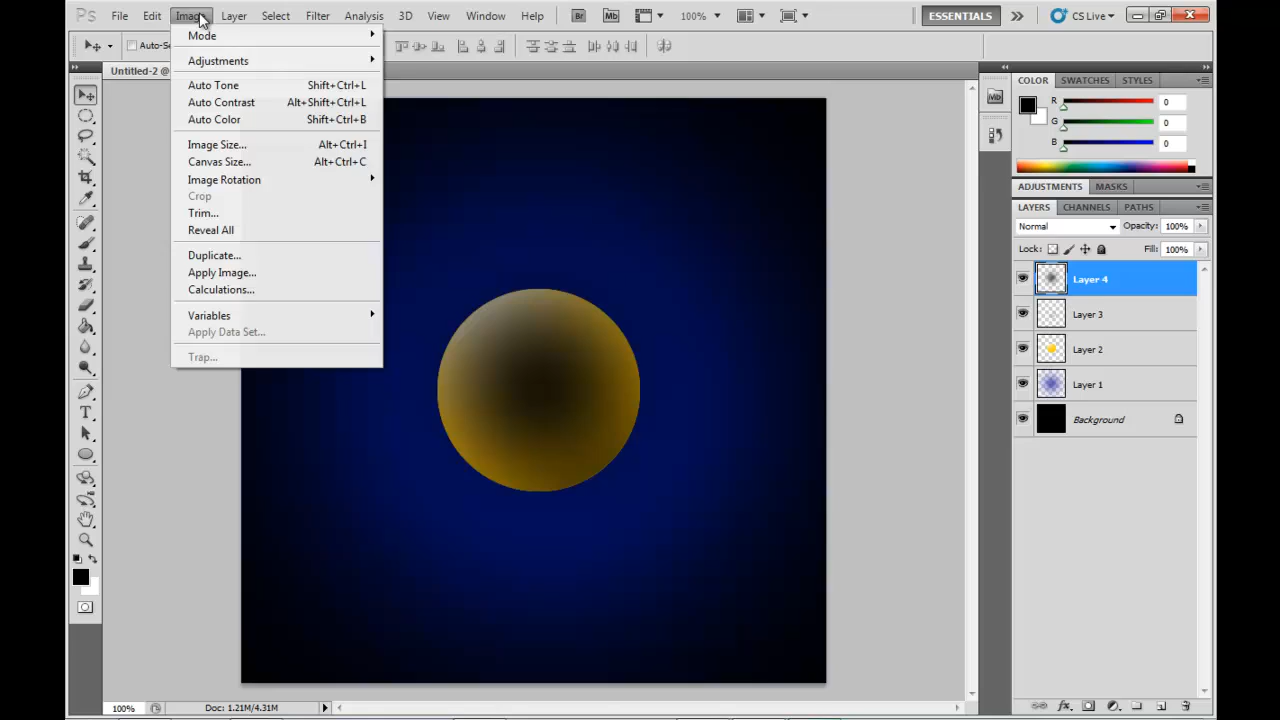 Ps File Edit Image Layer Select Filter Analysis 3D View Window Help Br Mb 100% ESSENTIALS CS Live
Auto-Se
Untitled-2 @
Mode
Adjustments
Auto Tone Shift+Ctrl+L
Auto Contrast Alt+Shift+Ctrl+L
Auto Color Shift+Ctrl+B
Image Size... Alt+Ctrl+I
Canvas Size... Alt+Ctrl+C
Image Rotation
Crop
Trim...
Reveal All
Duplicate...
Apply Image...
Calculations...
Variables
Apply Data Set...
Trap...
Mb
COLOR SWATCHES STYLES
R 0
G 0
B 0
ADJUSTMENTS MASKS
LAYERS CHANNELS PATHS
Normal Opacity: 100%
Lock: Fill: 100%
Layer 4
Layer 3
Layer 2
Layer 1
Background
T
100% Doc: 1.21M/4.31M
fx